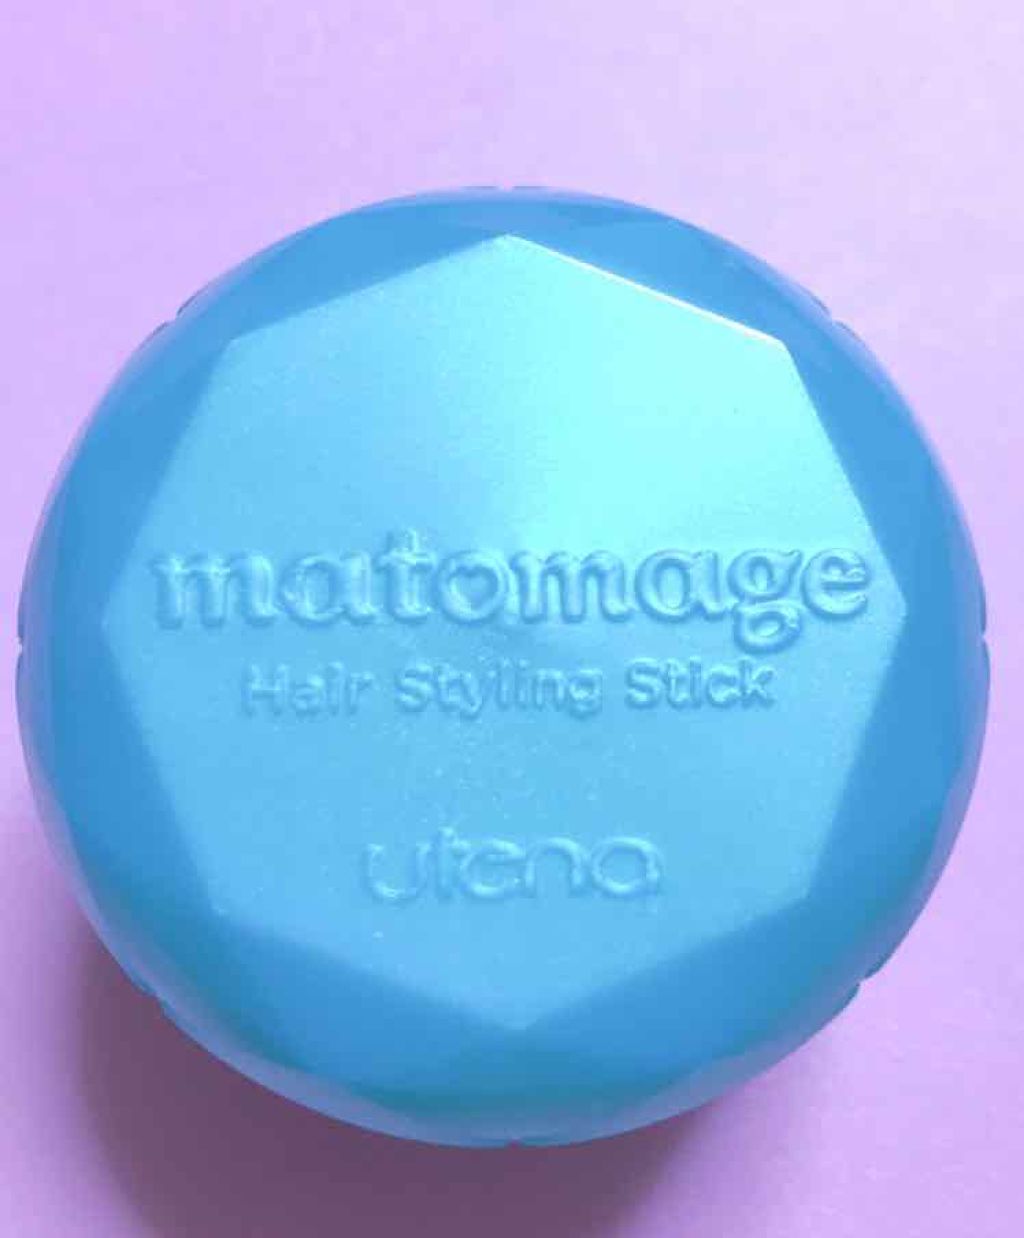 matomage
Hair Styling Stick
utena